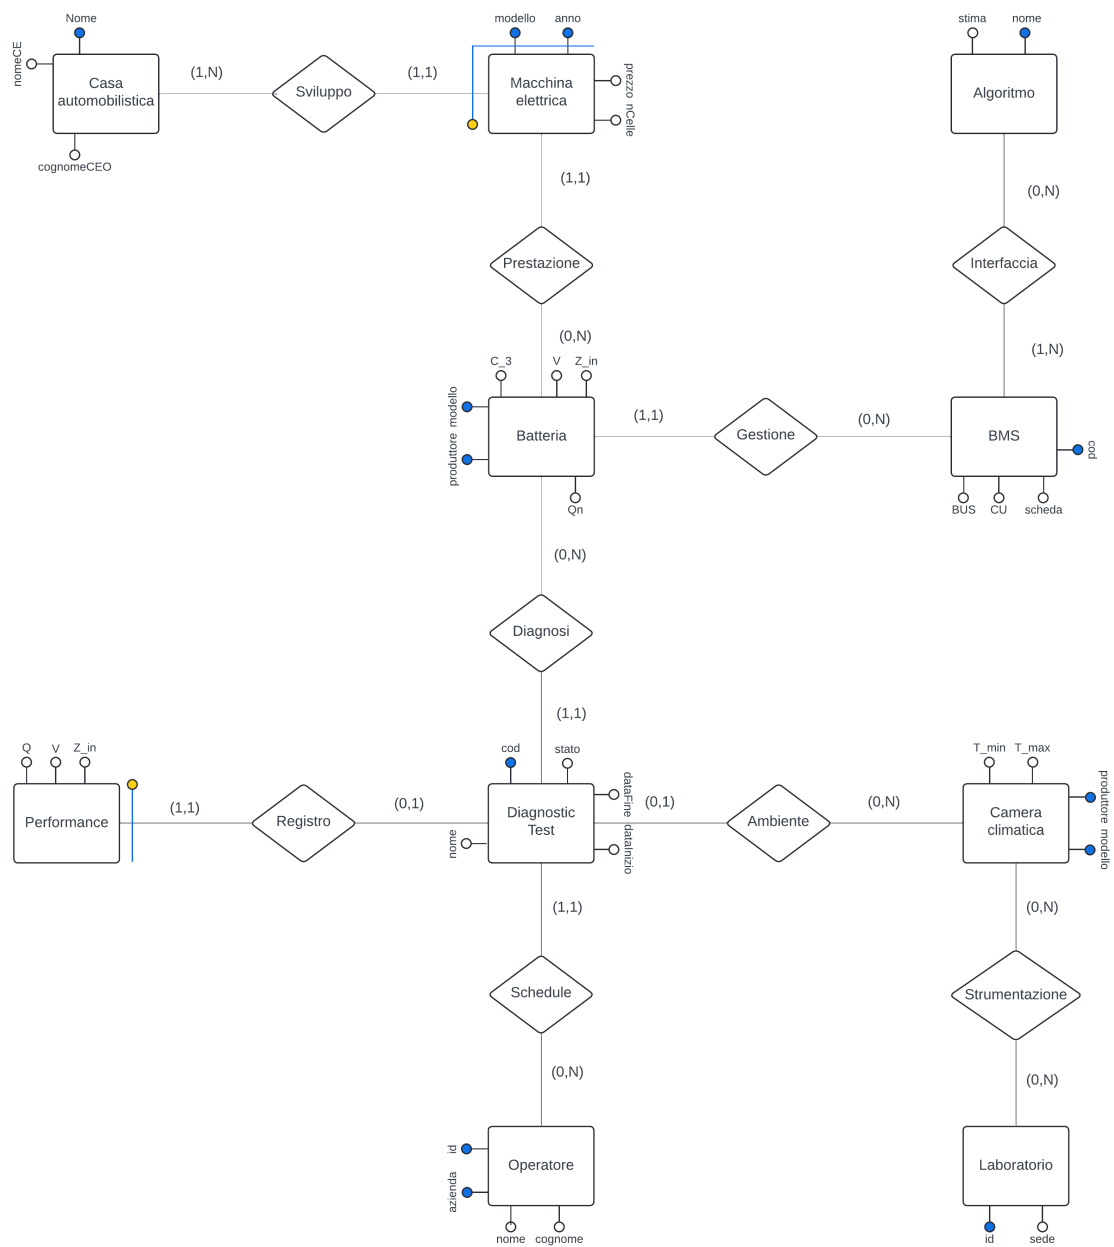 Nome
nomeCE
Casa
automobilistica
cognomeCEO
(1,N)
Sviluppo
(1,1)
modello
anno
Macchina
elettrica
prezzo
nCelle
stima
nome
Algoritmo
(1,1)
(0,N)
Prestazione
Interfaccia
(0,N)
(1,N)
C_3
V
Z_in
modello
produttore
Batteria
Qn
(1,1)
Gestione
(0,N)
BMS
cod
BUS
CU
scheda
(0,N)
Diagnosi
(1,1)
Q
V
Z_in
Performance
(1,1)
Registro
(0,1)
cod
stato
nome
Diagnostic
Test
dataFine
dataInizio
(0,1)
Ambiente
(0,N)
T_min
T_max
Camera
climatica
produttore
modello
(1,1)
(0,N)
Schedule
Strumentazione
(0,N)
(0,N)
id
azienda
Operatore
nome
cognome
Laboratorio
id
sede